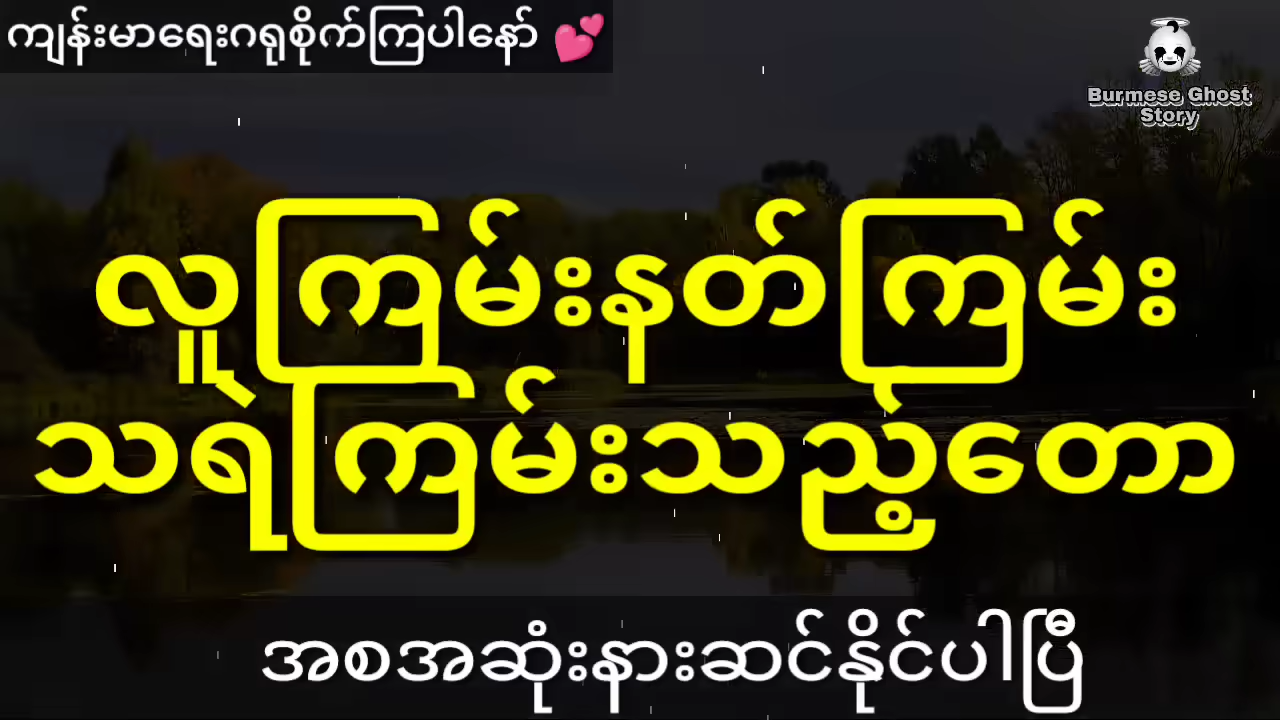 ကျန်းမာရေးဂရုစိုက်ကြပါနော် 💕
Burmese Ghost
Story
လူကြမ်းနတ်ကြမ်း
သရဲကြမ်းသည့်တော
အစအဆုံးနားဆင်နိုင်ပါပြီ